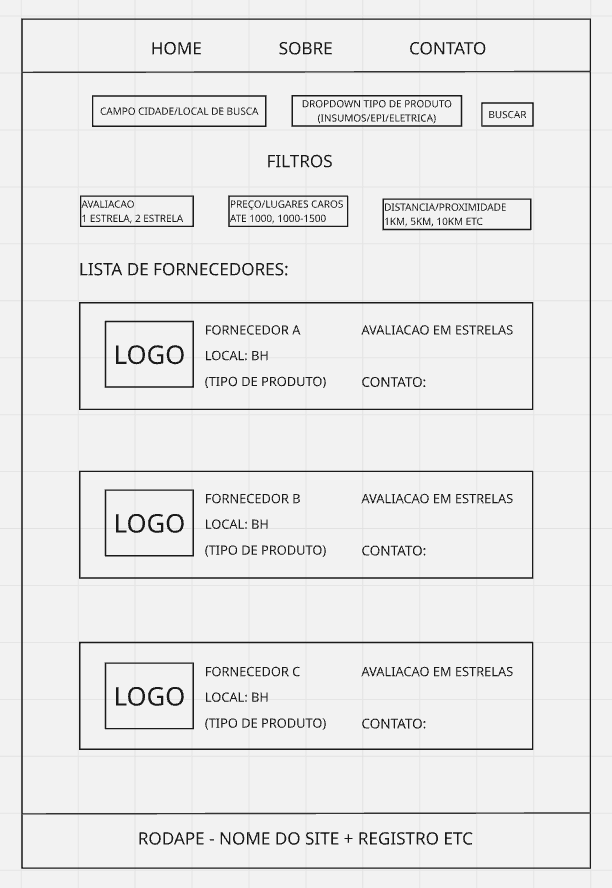 HOME SOBRE CONTATO
CAMPO CIDADE/LOCAL DE BUSCA
DROPDOWN TIPO DE PRODUTO
(INSUMOS/EPI/ELETRICA)
BUSCAR
FILTROS
AVALIACAO
1 ESTRELA, 2 ESTRELA
PREÇO/LUGARES CAROS
ATE 1000, 1000-1500
DISTANCIA/PROXIMIDADE
1KM, 5KM, 10KM ETC
LISTA DE FORNECEDORES:
LOGO
FORNECEDOR A
LOCAL: BH
(TIPO DE PRODUTO)
AVALIACAO EM ESTRELAS
CONTATO:
LOGO
FORNECEDOR B
LOCAL: BH
(TIPO DE PRODUTO)
AVALIACAO EM ESTRELAS
CONTATO:
LOGO
FORNECEDOR C
LOCAL: BH
(TIPO DE PRODUTO)
AVALIACAO EM ESTRELAS
CONTATO:
RODAPE - NOME DO SITE + REGISTRO ETC